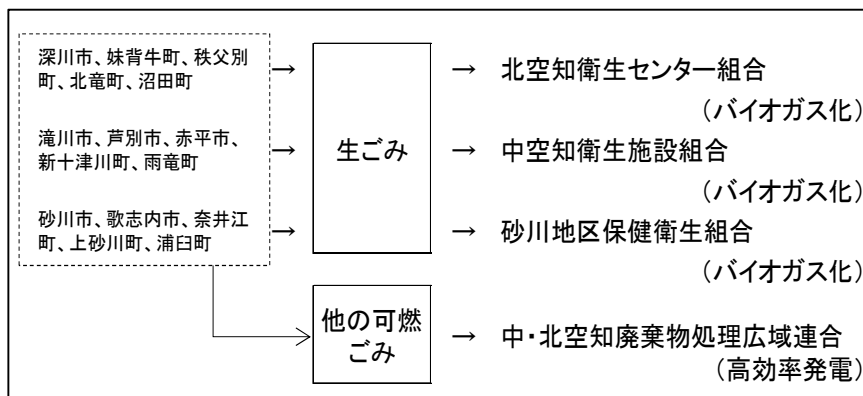 深川市、妹背牛町、秩父別
町、北竜町、沼田町
→
→
北空知衛生センター組合
(バイオガス化)
滝川市、芦別市、赤平市、
新十津川町、雨竜町
→
生ごみ
→
中空知衛生施設組合
(バイオガス化)
砂川市、歌志内市、奈井江
町、上砂川町、浦臼町
→
→
砂川地区保健衛生組合
(バイオガス化)
他の可燃
ごみ
→
中・北空知廃棄物処理広域連合
(高効率発電)